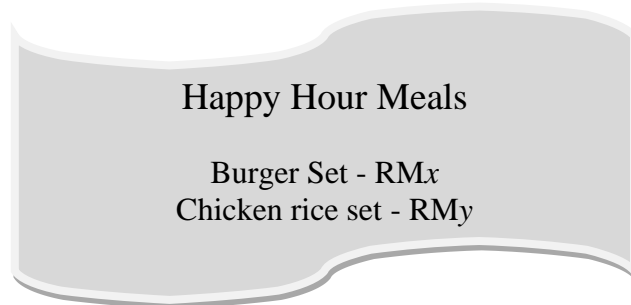 Happy Hour Meals
Burger Set - RMx
Chicken rice set - RMy